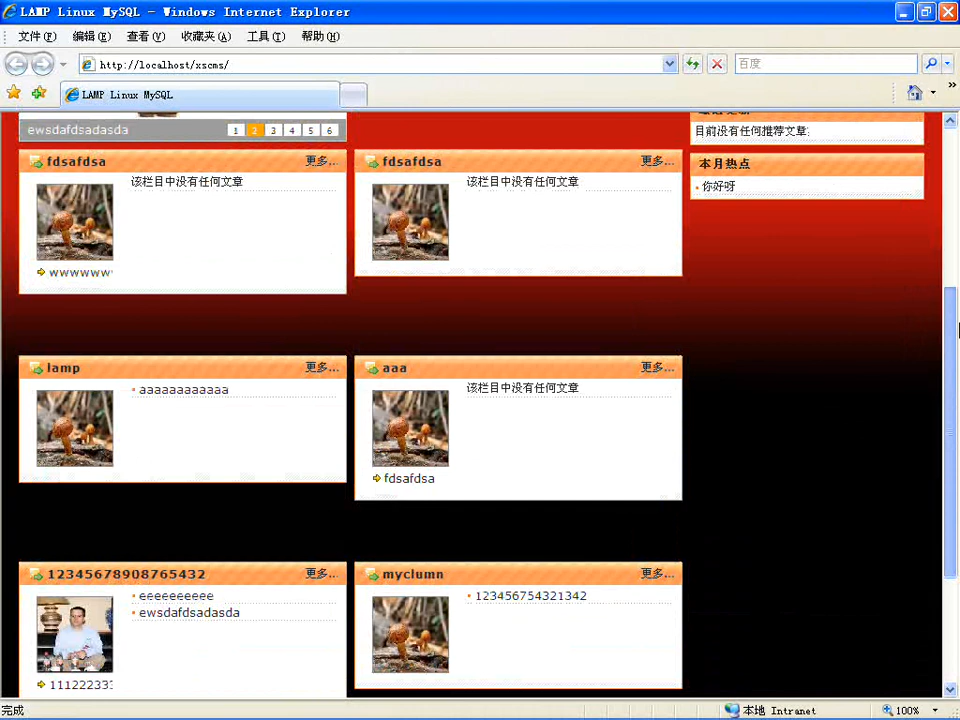 LAMP Linux MySQL - Windows Internet Explorer
文件(F) 编辑(E) 查看(V) 收藏夹(A) 工具(T) 帮助(H)
http://localhost/xscms/
百度
LAMP Linux MySQL
ewsdafdsadasda 1 2 3 4 5 6
目前没有任何推荐文章;
fdsafdsa 更多...
fdsafdsa 更多...
本月热点
该栏目中没有任何文章
该栏目中没有任何文章
你好呀
wwwwww
lamp 更多...
aaa 更多...
aaaaaaaaaaaa
该栏目中没有任何文章
fdsafdsa
12345678908765432 更多...
myclumn 更多...
eeeeeeeeee
123456754321342
ewsdafdsadasda
11122233
完成
本地 Intranet
100%